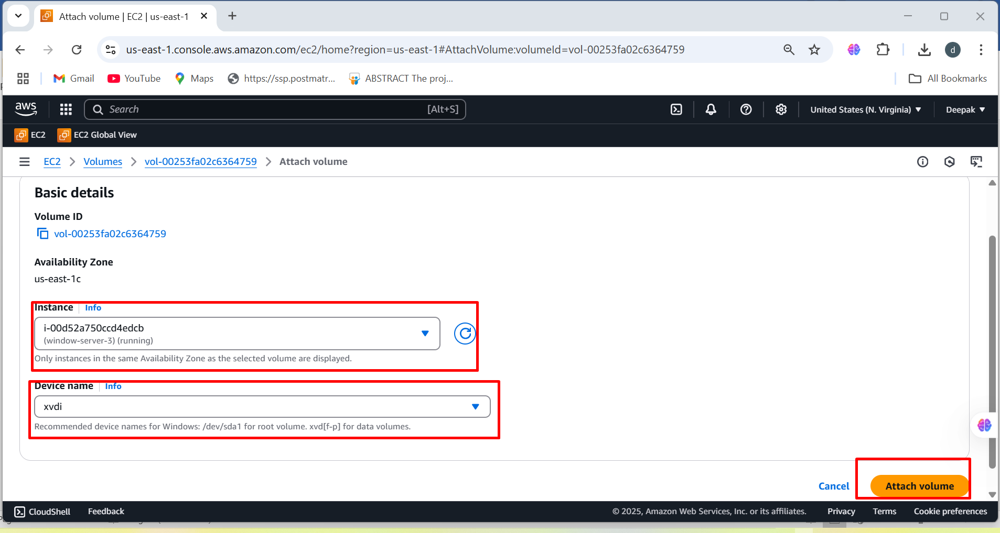 Attach volume | EC2 | us-east-1
us-east-1.console.aws.amazon.com/ec2/home?region=us-east-1#AttachVolume:volumeId=vol-00253fa02c6364759
d
Gmail
YouTube
Maps
https://ssp.postmatr...
ABSTRACT The proj...
All Bookmarks
aws
Search
[Alt+S]
United States (N. Virginia)
Deepak
EC2
EC2 Global View
EC2 > Volumes > vol-00253fa02c6364759 > Attach volume
Basic details
Volume ID
vol-00253fa02c6364759
Availability Zone
us-east-1c
Instance | Info
i-00d52a750ccd4edcb
(window-server-3) (running)
Only instances in the same Availability Zone as the selected volume are displayed.
Device name | Info
xvdi
Recommended device names for Windows: /dev/sda1 for root volume. xvd[f-p] for data volumes.
Cancel
Attach volume
CloudShell
Feedback
© 2025, Amazon Web Services, Inc. or its affiliates.
Privacy
Terms
Cookie preferences